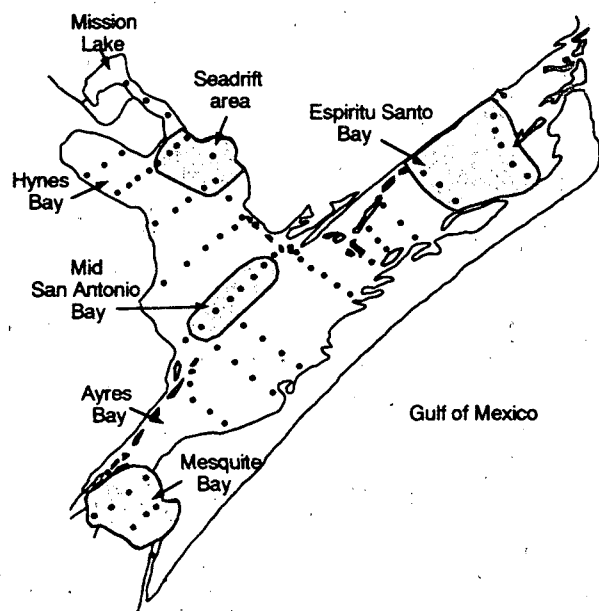 Mission
Lake
Seadrift
area
Espiritu Santo
Bay
Hynes
Bay
Mid
San Antonio
Bay
Ayres
Bay
Gulf of Mexico
Mesquite
Bay